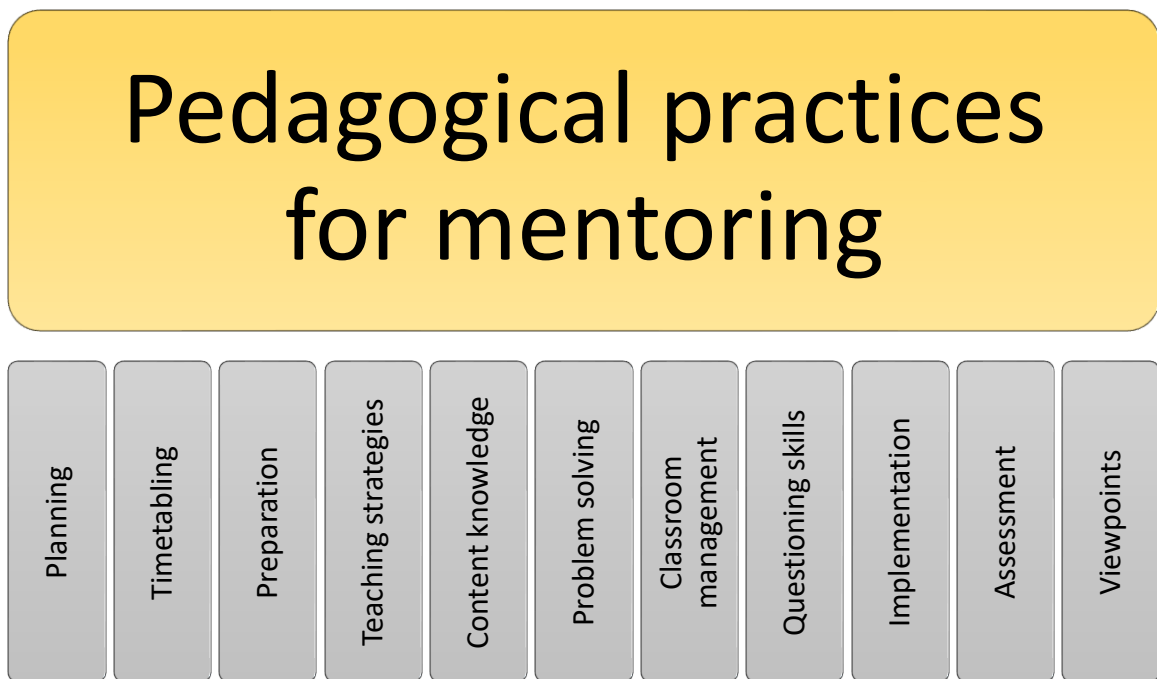 Pedagogical practices
for mentoring
Planning
Timetabling
Preparation
Teaching strategies
Content knowledge
Problem solving
Classroom
management
Questioning skills
Implementation
Assessment
Viewpoints